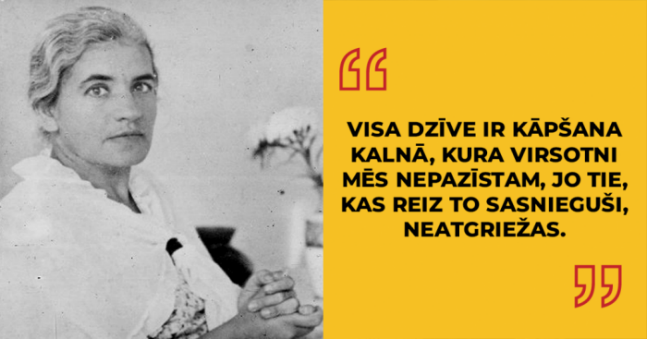 VISA DZĪVE IR KĀPŠANA
KALNĀ, KURA VIRSOTNI
MĒS NEPAZĪSTAM, JO TIE,
KAS REIZ TO SASNIEGUŠI,
NEATGRIEŽAS.